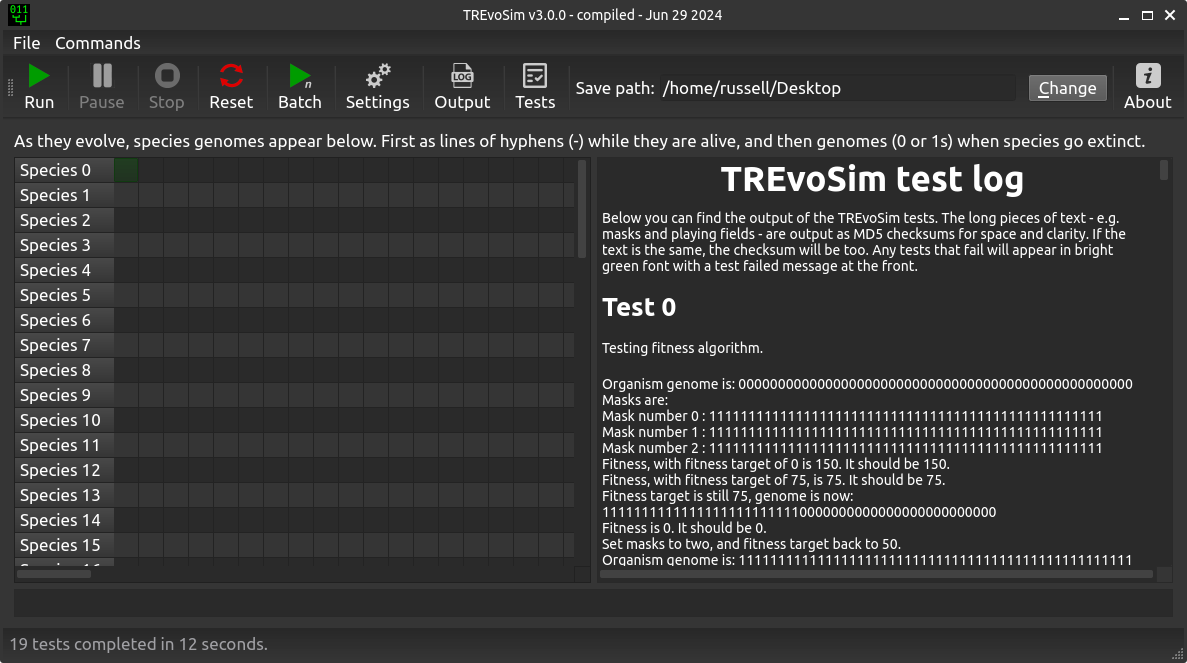 011
TREvoSim v3.0.0 - compiled - Jun 29 2024
File Commands
Run Pause Stop Reset Batch Settings Output Tests Save path: /home/russell/Desktop Change About
n
LOG
As they evolve, species genomes appear below. First as lines of hyphens (-) while they are alive, and then genomes (0 or 1s) when species go extinct.
Species 0
Species 1
Species 2
Species 3
Species 4
Species 5
Species 6
Species 7
Species 8
Species 9
Species 10
Species 11
Species 12
Species 13
Species 14
Species 15
TREvoSim test log
Below you can find the output of the TREvoSim tests. The long pieces of text - e.g.
masks and playing fields - are output as MD5 checksums for space and clarity. If the
text is the same, the checksum will be too. Any tests that fail will appear in bright
green font with a test failed message at the front.
Test 0
Testing fitness algorithm.
Organism genome is: 00000000000000000000000000000000000000000000000000
Masks are:
Mask number 0 : 11111111111111111111111111111111111111111111111111
Mask number 1 : 11111111111111111111111111111111111111111111111111
Mask number 2 : 11111111111111111111111111111111111111111111111111
Fitness, with fitness target of 0 is 150. It should be 150.
Fitness, with fitness target of 75, is 75. It should be 75.
Fitness target is still 75, genome is now:
11111111111111111111111110000000000000000000000000
Fitness is 0. It should be 0.
Set masks to two, and fitness target back to 50.
Organism genome is: 11111111111111111111111111111111111111111111111111
19 tests completed in 12 seconds.